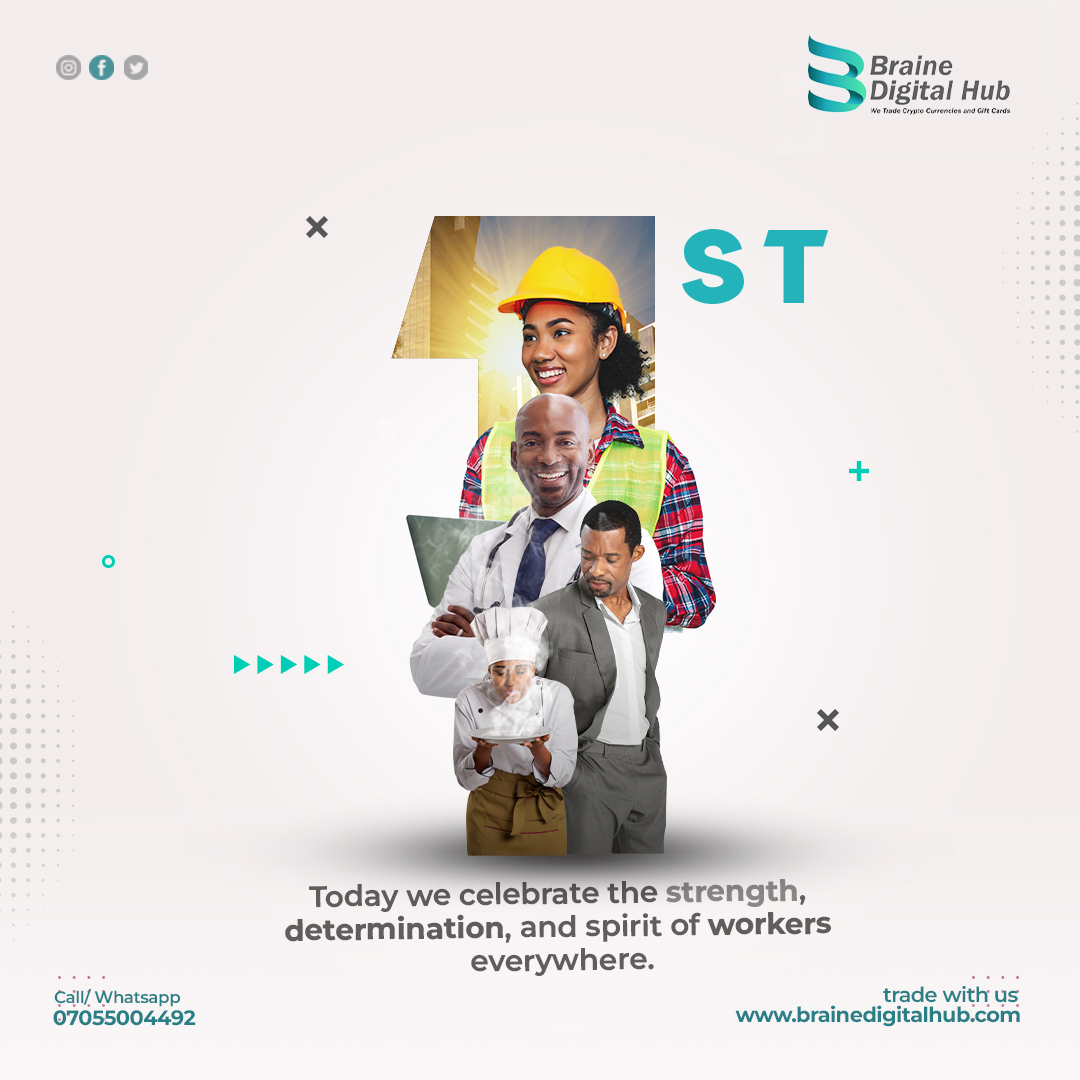 Braine
Digital Hub
We Trade Crypto Currencies and Gift Cards
1ST
Today we celebrate the strength,
determination, and spirit of workers
everywhere.
Call/ Whatsapp
07055004492
trade with us
www.brainedigitalhub.com